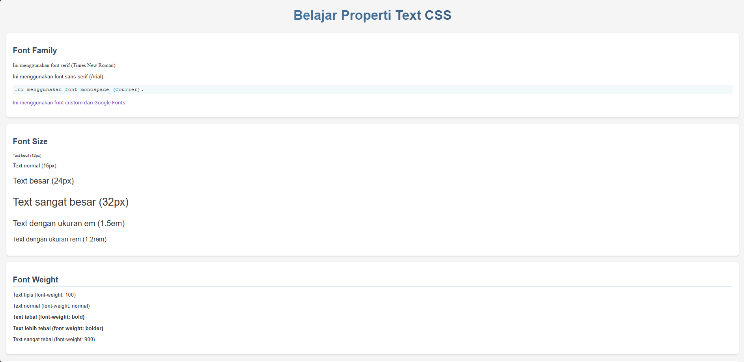 Belajar Properti Text CSS
Font Family
Ini menggunakan font serif (Times New Roman)
Ini menggunakan font sans-serif (Arial)
Ini menggunakan font monospace (Courier).
Ini menggunakan font custom dari Google Fonts
Font Size
Text kecil (12px)
Text normal (16px)
Text besar (24px)
Text sangat besar (32px)
Text dengan ukuran em (1.5em)
Text dengan ukuran rem (1.2rem)
Font Weight
Text tipis (font-weight: 100)
Text normal (font-weight: normal)
Text tebal (font-weight: bold)
Text lebih tebal (font-weight: bolder)
Text sangat tebal (font-weight: 900)